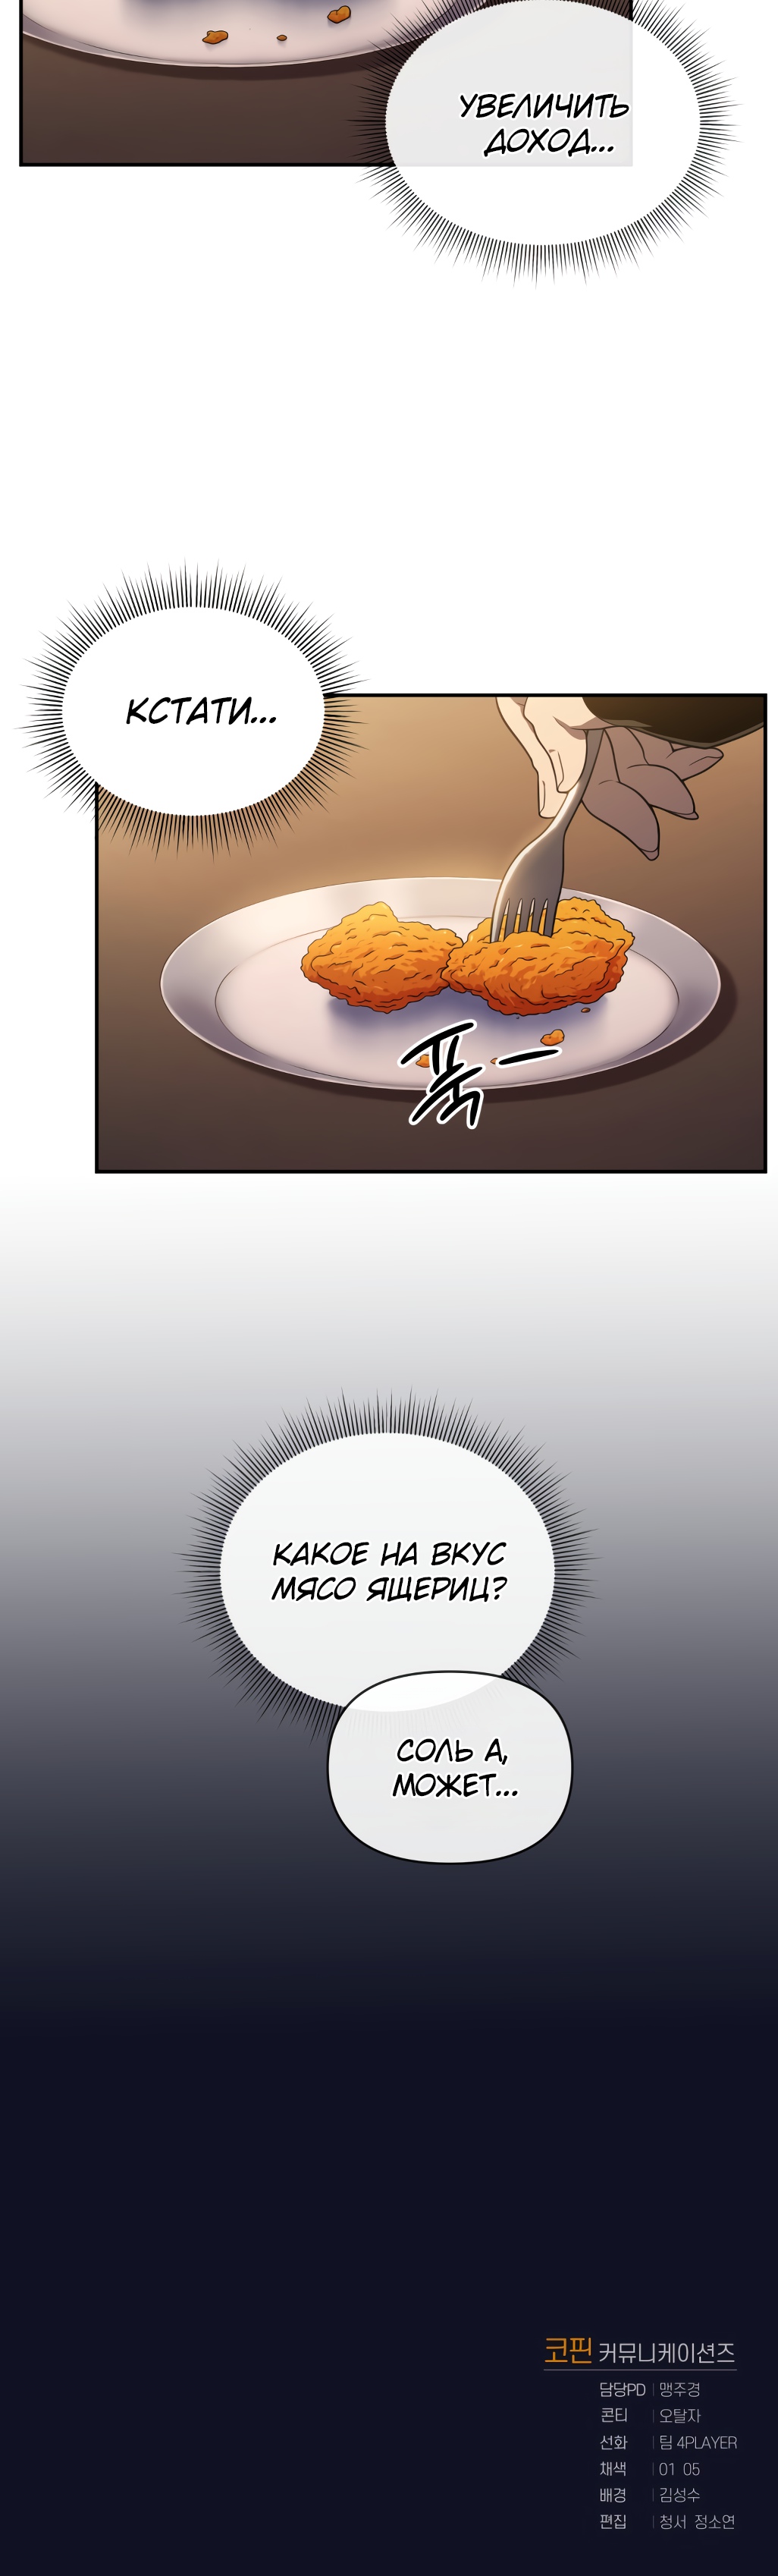 УВЕЛИЧИТЬ
ДОХОД...
КСТАТИ...
푹一
КАКОЕ НА ВКУС
МЯСО ЯЩЕРИЦ?
СОЛЬ А,
МОЖЕТ...
코핀 커뮤니케이션즈
담당PD | 맹주경
콘티 | 오탈자
선화 | 팀 4PLAYER
채색 | 01 05
배경 | 김성수
편집 | 청서 정소연